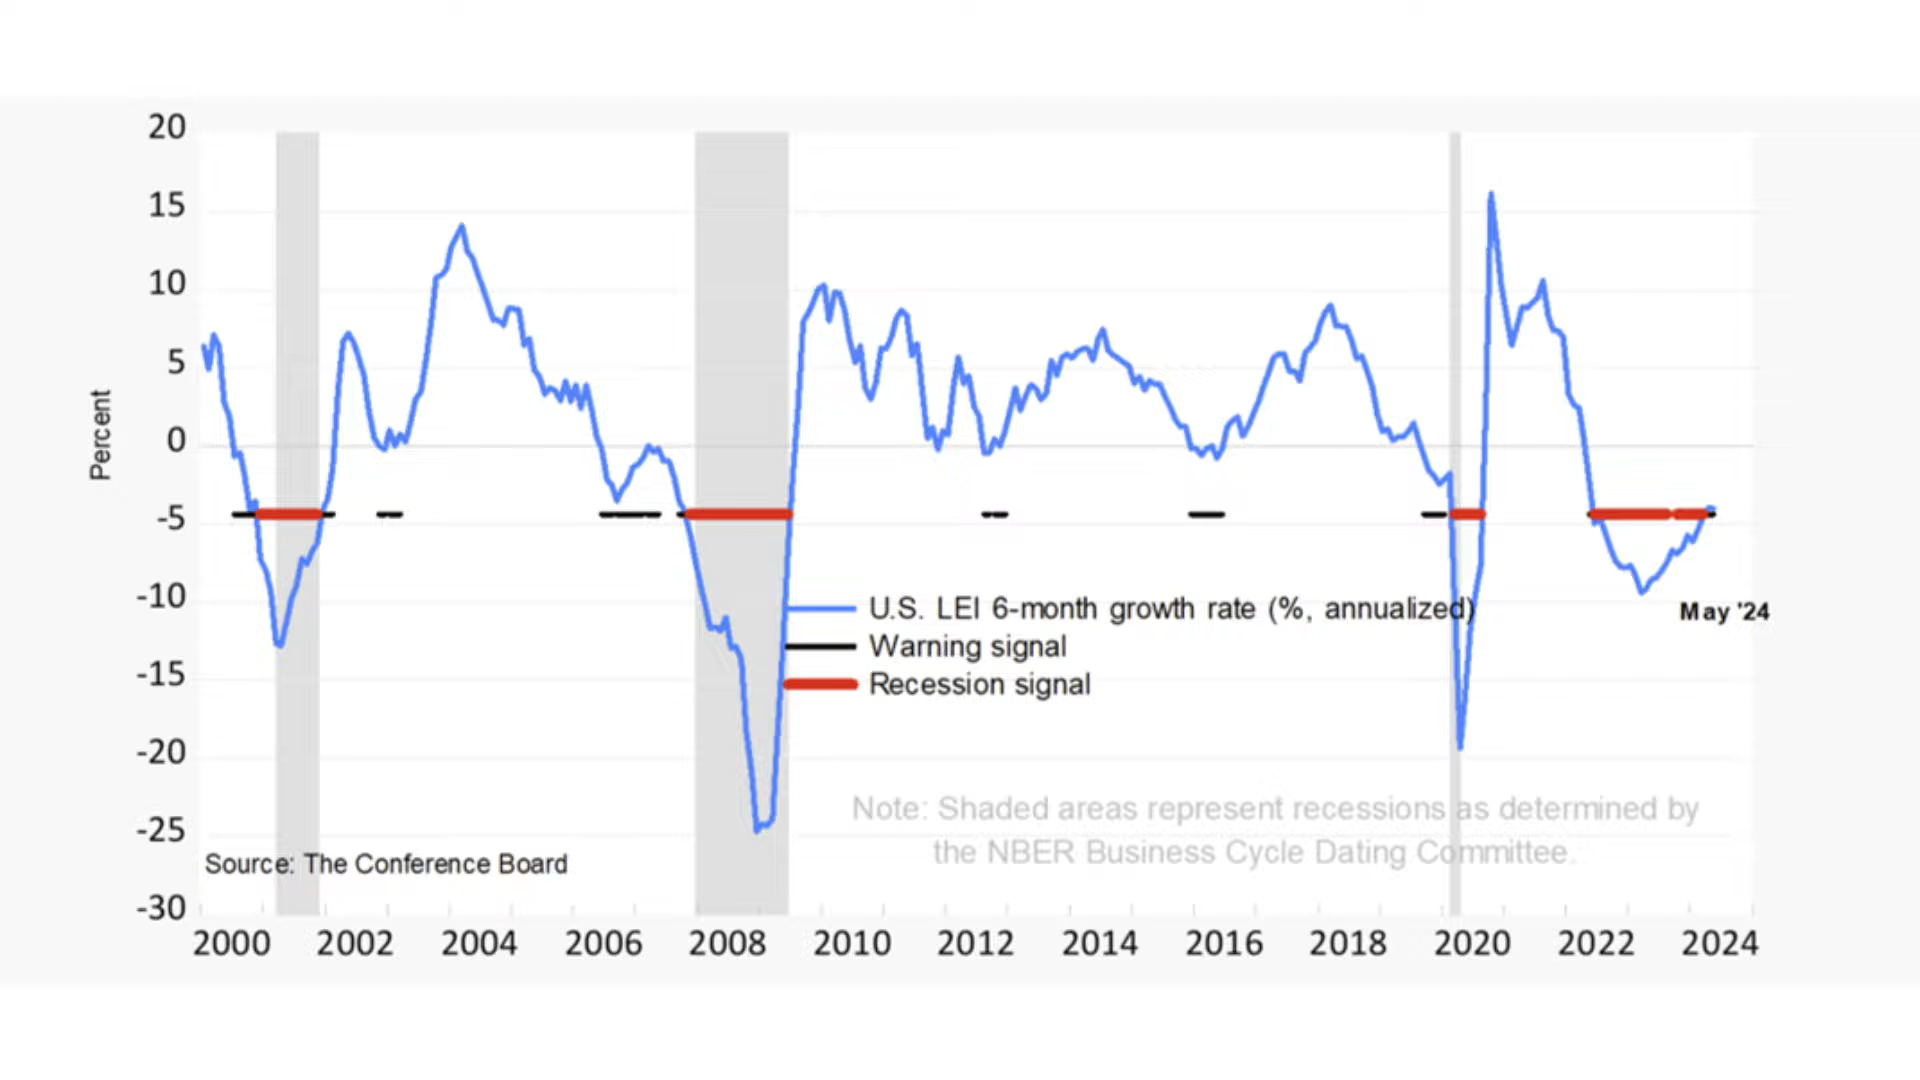 20
15
10
5
0
-5
-10
-15
-20
-25
-30
Percent
U.S. LEI 6-month growth rate (%, annualized)
Warning signal
Recession signal
May '24
Note: Shaded areas represent recessions as determined by
the NBER Business Cycle Dating Committee.
Source: The Conference Board
2000 2002 2004 2006 2008 2010 2012 2014 2016 2018 2020 2022 2024